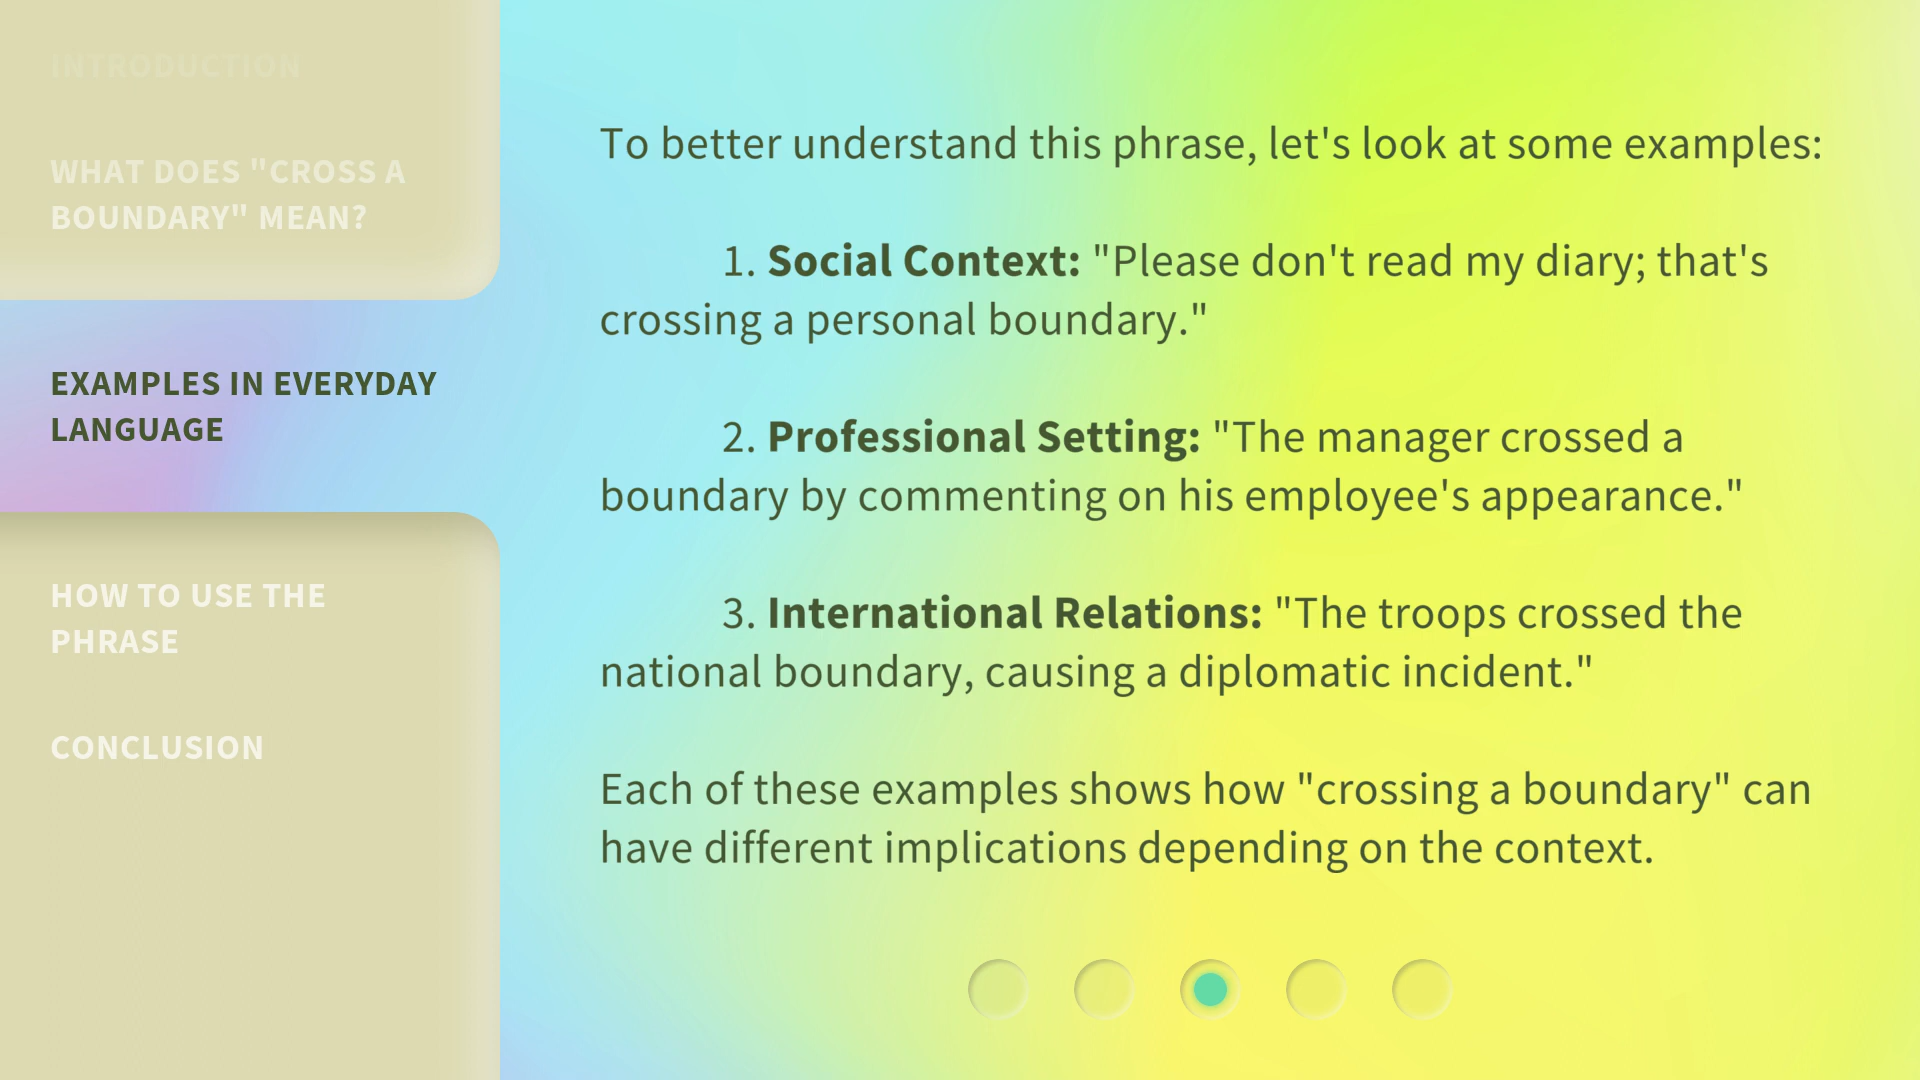 INTRODUCTION
WHAT DOES "CROSS A
BOUNDARY" MEAN?
EXAMPLES IN EVERYDAY
LANGUAGE
HOW TO USE THE
PHRASE
CONCLUSION
To better understand this phrase, let's look at some examples:
1. Social Context: "Please don't read my diary; that's
crossing a personal boundary."
2. Professional Setting: "The manager crossed a
boundary by commenting on his employee's appearance."
3. International Relations: "The troops crossed the
national boundary, causing a diplomatic incident."
Each of these examples shows how "crossing a boundary" can
have different implications depending on the context.